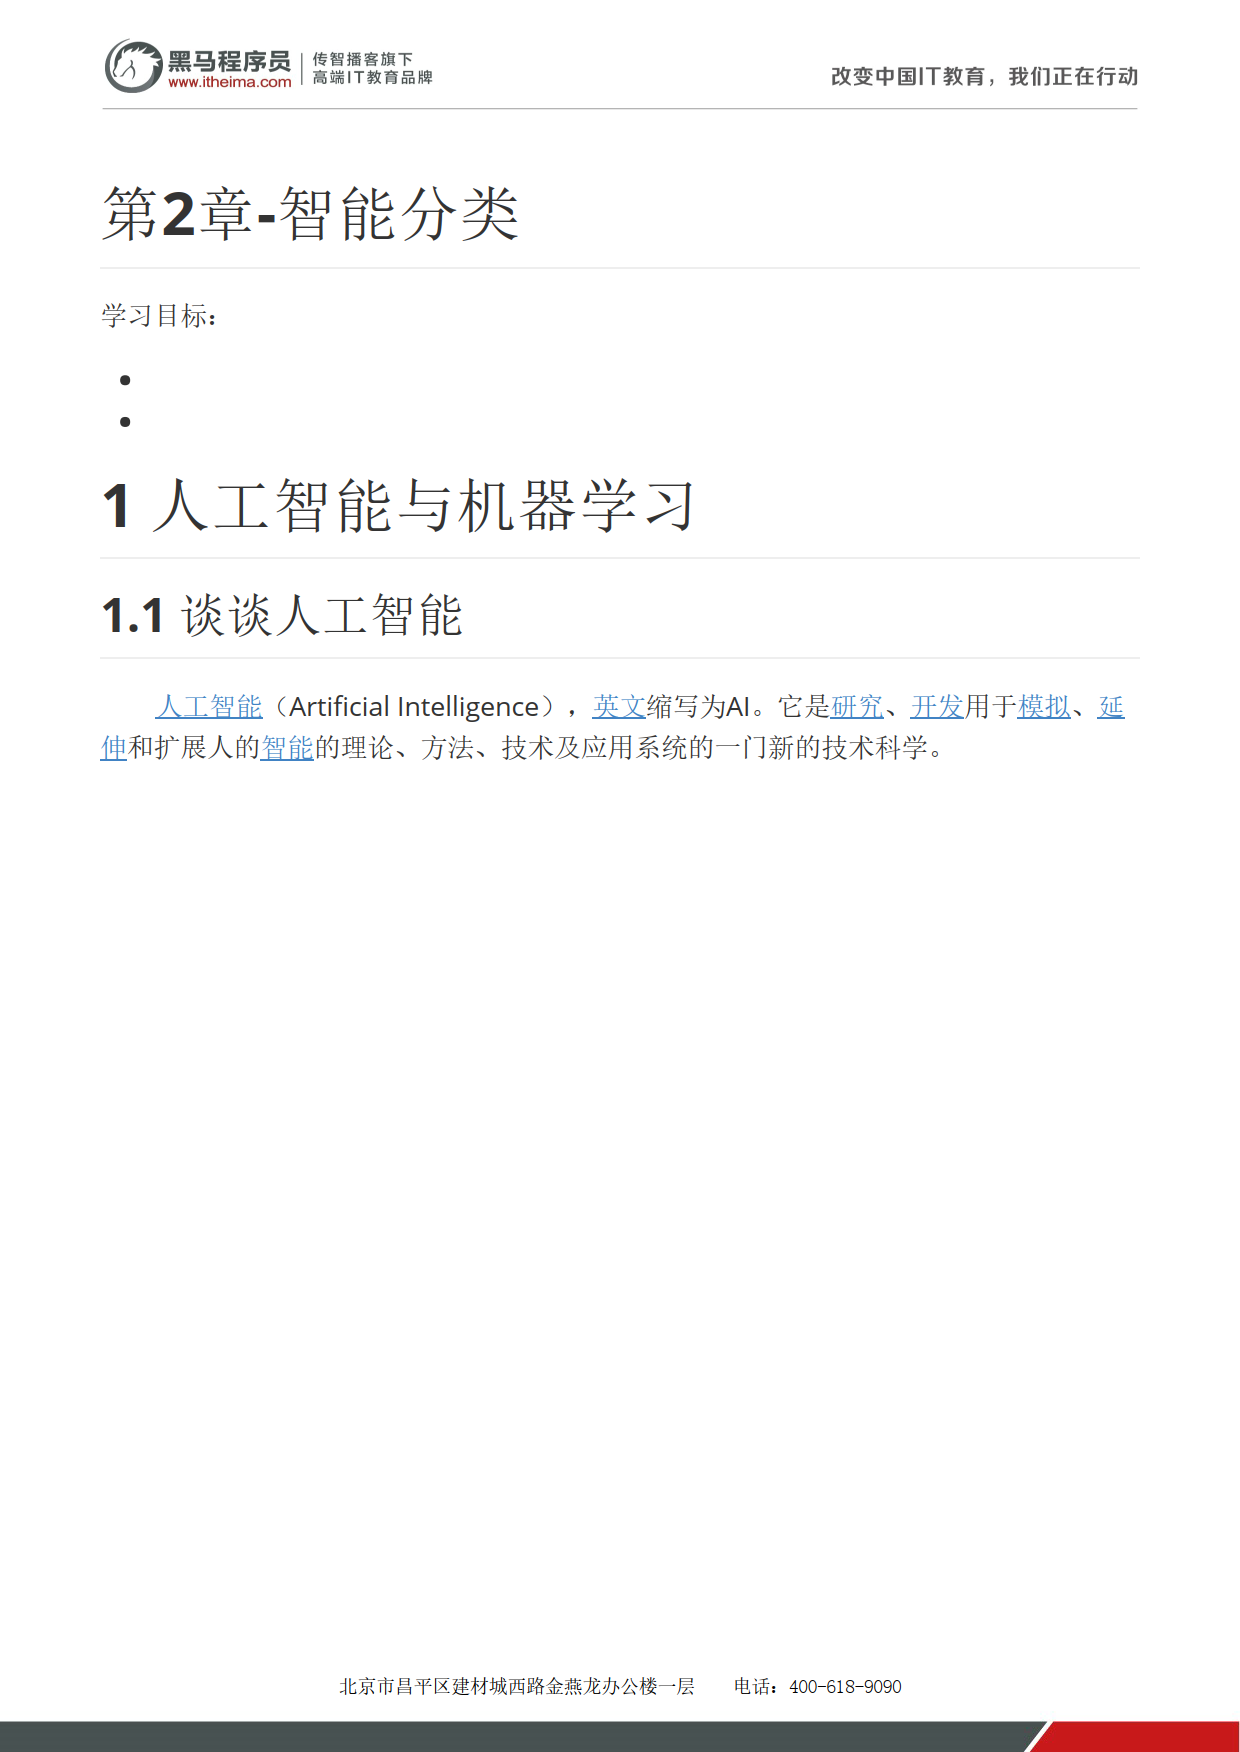 黑马程序员
www.itheima.com
传智播客旗下
高端IT教育品牌
改变中国IT教育，我们正在行动
第2章-智能分类
学习目标：
•
•
1 人工智能与机器学习
1.1 谈谈人工智能
人工智能（Artificial Intelligence），英文缩写为AI。它是研究、开发用于模拟、延
伸和扩展人的智能的理论、方法、技术及应用系统的一门新的技术科学。
北京市昌平区建材城西路金燕龙办公楼一层 电话：400-618-9090